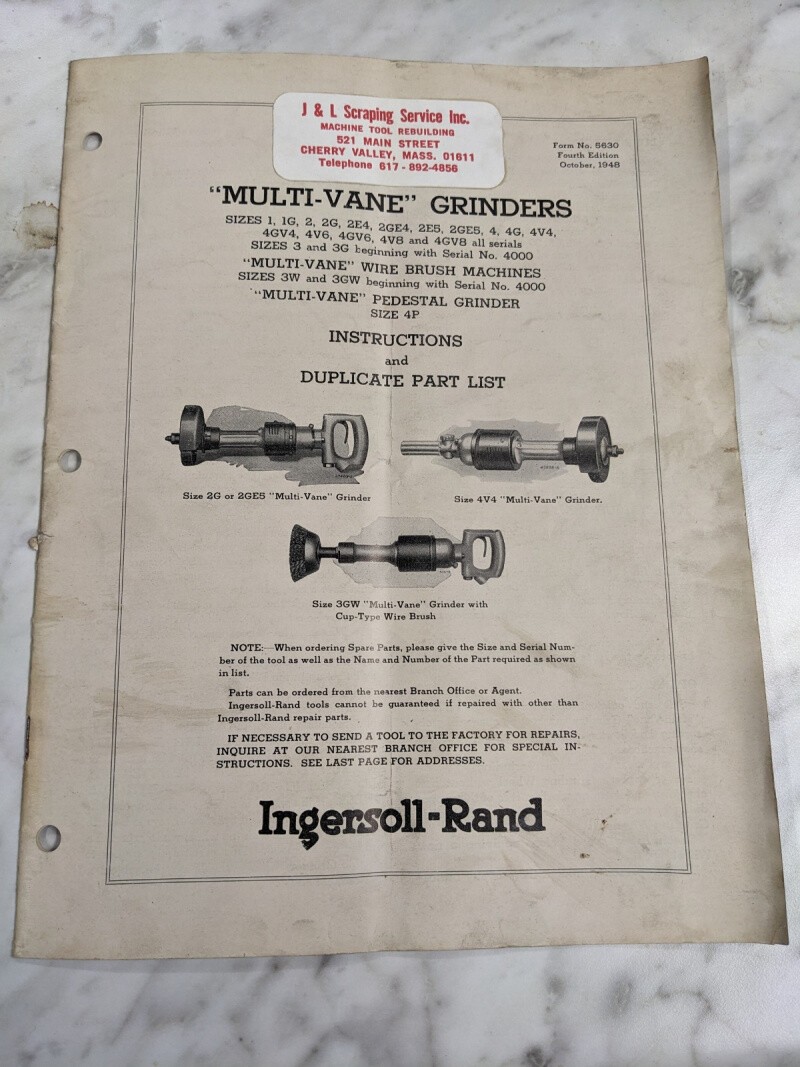 J & L Scraping Service Inc.
MACHINE TOOL REBUILDING
521 MAIN STREET
CHERRY VALLEY, MASS. 01611
Telephone 617-892-4856
Form No. 5630
Fourth Edition
October, 1948
"MULTI-VANE" GRINDERS
SIZES 1, 1G, 2, 2G, 2E4, 2GE4, 2E5, 2GE5, 4, 4G, 4V4,
4GV4, 4V6, 4GV6, 4V8 and 4GV8 all serials
SIZES 3 and 3G beginning with Serial No. 4000
"MULTI-VANE" WIRE BRUSH MACHINES
SIZES 3W and 3GW beginning with Serial No. 4000
"MULTI-VANE" PEDESTAL GRINDER
SIZE 4P
INSTRUCTIONS
and
DUPLICATE PART LIST
Size 2G or 2GE5 "Multi-Vane" Grinder
Size 4V4 "Multi-Vane" Grinder.
Size 3GW "Multi-Vane" Grinder with
Cup-Type Wire Brush
NOTE:—When ordering Spare Parts, please give the Size and Serial Num-
ber of the tool as well as the Name and Number of the Part required as shown
in list.
Parts can be ordered from the nearest Branch Office or Agent.
Ingersoll-Rand tools cannot be guaranteed if repaired with other than
Ingersoll-Rand repair parts.
IF NECESSARY TO SEND A TOOL TO THE FACTORY FOR REPAIRS,
INQUIRE AT OUR NEAREST BRANCH OFFICE FOR SPECIAL IN-
STRUCTIONS. SEE LAST PAGE FOR ADDRESSES.
Ingersoll-Rand